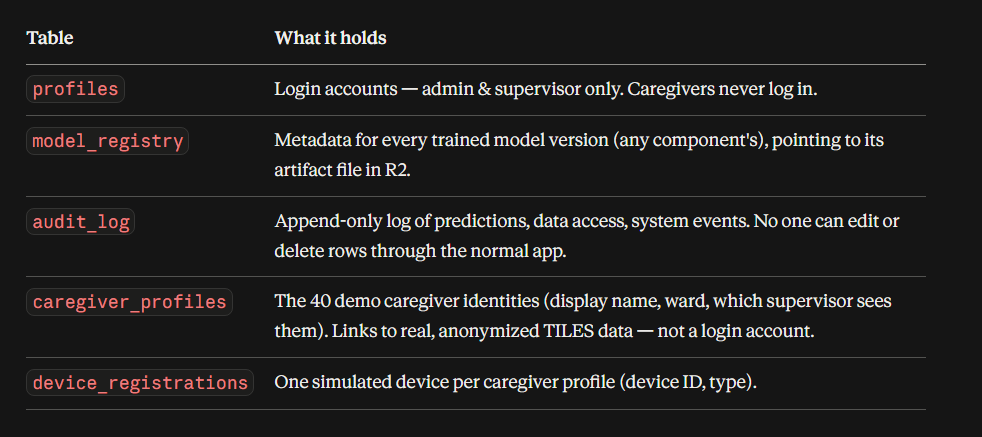 Table What it holds
profiles Login accounts — admin & supervisor only. Caregivers never log in.
model_registry Metadata for every trained model version (any component's), pointing to its
artifact file in R2.
audit_log Append-only log of predictions, data access, system events. No one can edit or
delete rows through the normal app.
caregiver_profiles The 40 demo caregiver identities (display name, ward, which supervisor sees
them). Links to real, anonymized TILES data — not a login account.
device_registrations One simulated device per caregiver profile (device ID, type).